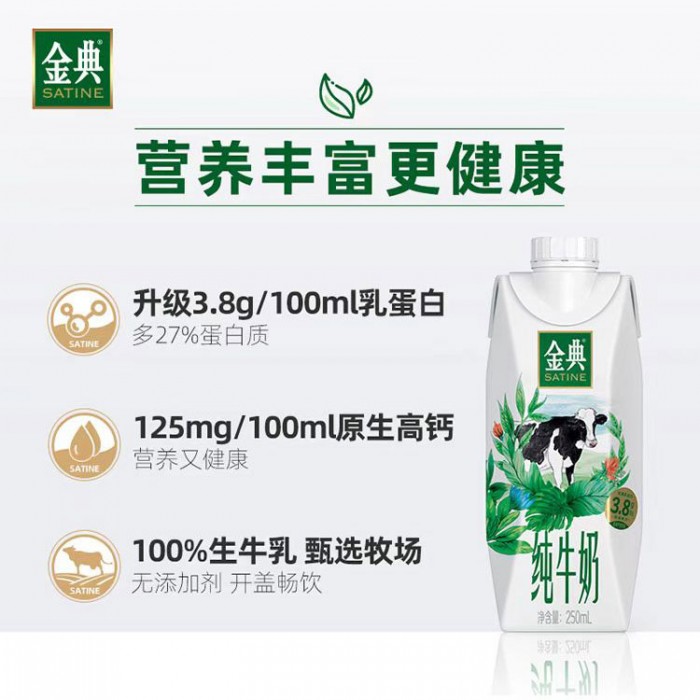 金典®
SATINE
营养丰富更健康
SATINE
升级3.8g/100ml乳蛋白
多27%蛋白质
SATINE
125mg/100ml原生高钙
营养又健康
SATINE
100%生牛乳 甄选牧场
无添加剂 开盖畅饮
金典
SATINE
3.8
纯牛奶
净含量:250mL